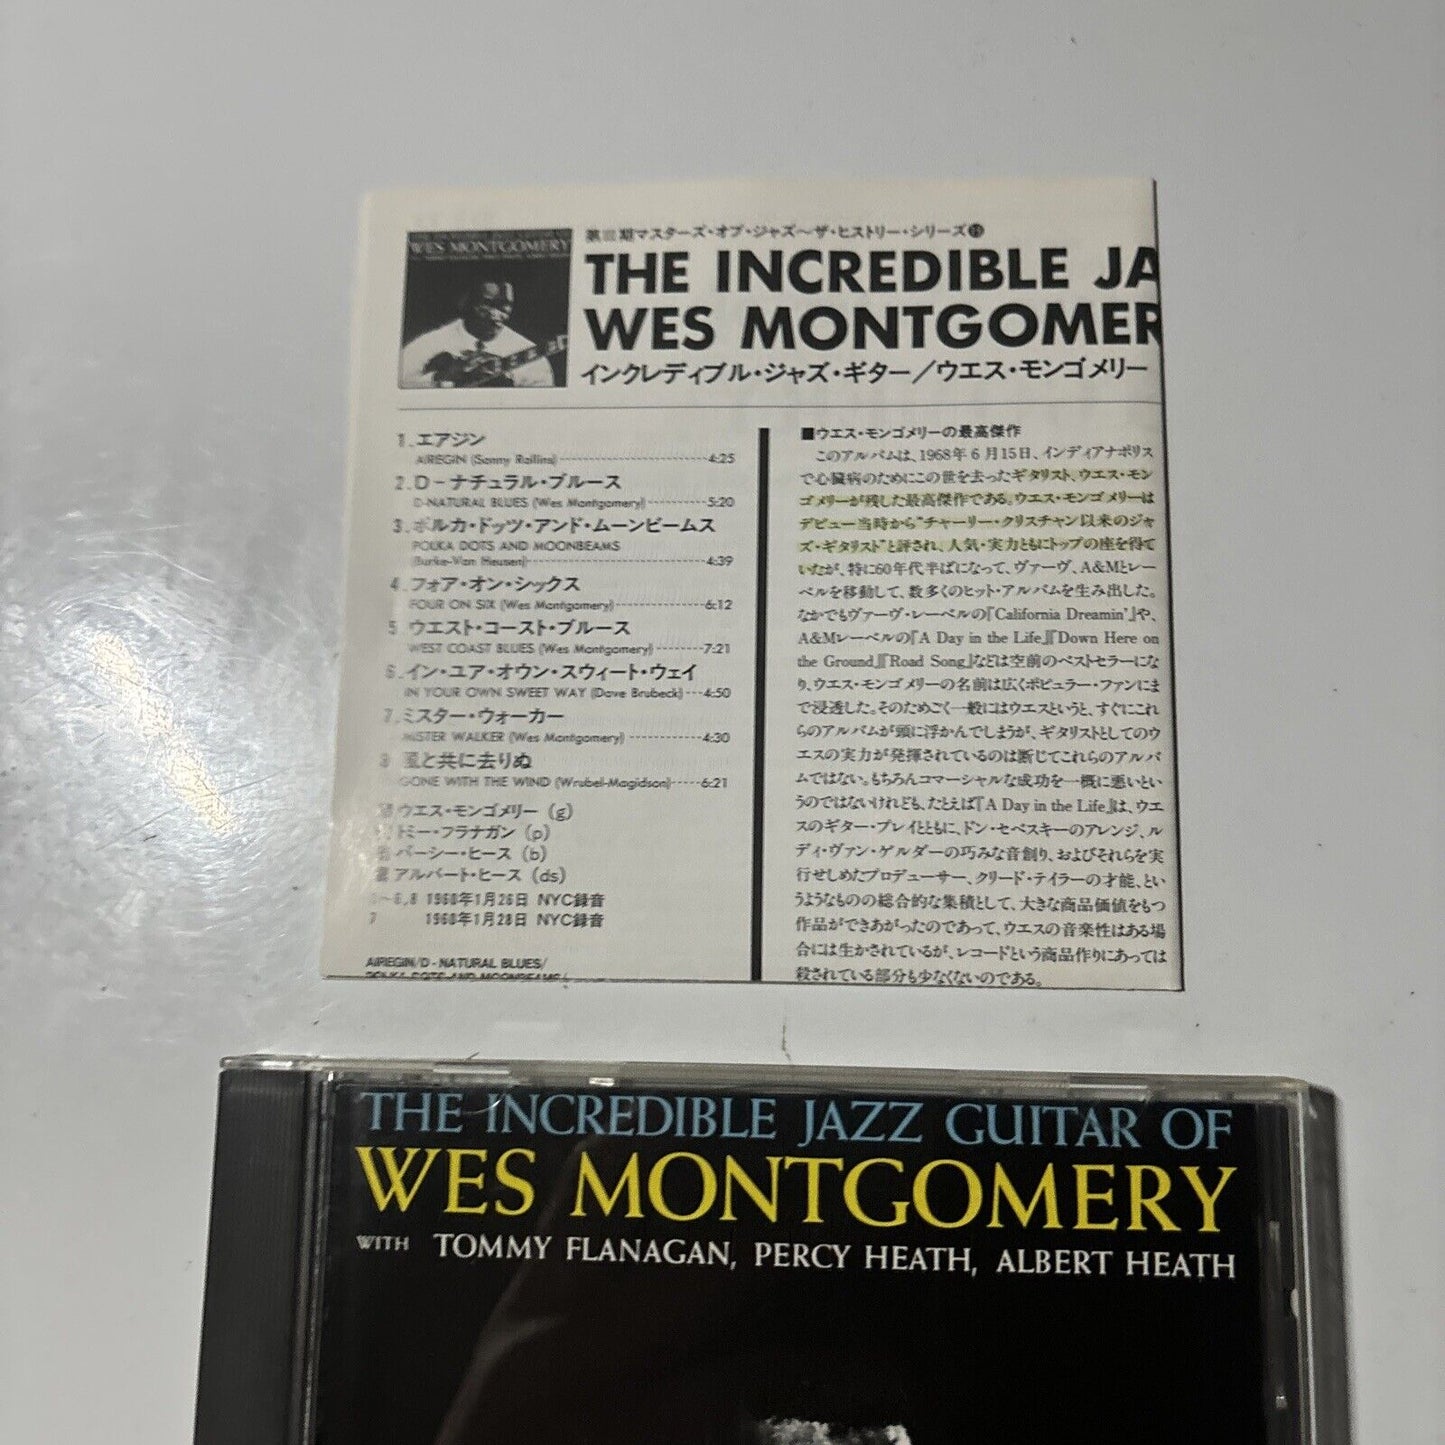 THE INCREDIBLE JAZZ GUITAR OF
WES MONTGOMERY
第III期マスターズ・オブ・ジャズ〜ザ・ヒストリー・シリーズ
THE INCREDIBLE JA
WES MONTGOMER
インクレディブル・ジャズ・ギター／ウエス・モンゴメリー
1. エアジン
AIREGIN (Sonny Rollins) 4:25
2. D-ナチュラル・ブルース
D-NATURAL BLUES (Wes Montgomery) 5:20
3. ポルカ・ドッツ・アンド・ムーンビームス
POLKA DOTS AND MOONBEAMS
(Burke-Van Heusen) 4:39
4. フォア・オン・シックス
FOUR ON SIX (Wes Montgomery) 6:12
5. ウエスト・コースト・ブルース
WEST COAST BLUES (Wes Montgomery) 7:21
6. イン・ユア・オウン・スウィート・ウェイ
IN YOUR OWN SWEET WAY (Dave Brubeck) 4:50
7. ミスター・ウォーカー
MISTER WALKER (Wes Montgomery) 4:30
8 風と共に去りぬ
GONE WITH THE WIND (Wrubel-Magidson) 6:21
ウエス・モンゴメリー (g)
トミー・フラナガン (p)
パーシー・ヒース (b)
アルバート・ヒース (ds)
〜6,8 1960年1月26日 NYC録音
7 1960年1月28日 NYC録音
AIREGIN/D-NATURAL BLUES/
POLKA DOTS AND MOONBEAMS/
■ウエス・モンゴメリーの最高傑作
このアルバムは、1968年6月15日、インディアナポリス
で心臓病のためにこの世を去ったギタリスト、ウエス・モン
ゴメリーが残した最高傑作である。ウエス・モンゴメリーは
デビュー当時から“チャーリー・クリスチャン以来のジャ
ズ・ギタリスト”と評され、人気・実力ともにトップの座を得て
いたが、特に60年代半ばになって、ヴァーヴ、A&Mとレー
ベルを移動して、数多くのヒット・アルバムを生み出した。
なかでもヴァーヴ・レーベルの『California Dreamin'』や、
A&Mレーベルの『A Day in the Life』『Down Here on
the Ground』『Road Song』などは空前のベストセラーにな
り、ウエス・モンゴメリーの名前は広くポピュラー・ファンにま
で浸透した。そのためごく一般にはウエスというと、すぐにこれ
らのアルバムが頭に浮かんでしまうが、ギタリストとしてのウ
エスの実力が発揮されているのは断じてこれらのアルバ
ムではない。もちろんコマーシャルな成功を一概に悪いとい
うのではないけれども、たとえば『A Day in the Life』は、ウエ
スのギター・プレイとともに、ドン・セベスキーのアレンジ、ル
ディ・ヴァン・ゲルダーの巧みな音創り、およびそれらを実
行せしめたプロデューサー、クリード・テイラーの才能、とい
うようなものの総合的な集積として、大きな商品価値をもつ
作品ができあがったのであって、ウエスの音楽性はある場
合には生かされているが、レコードという商品作りにあっては
殺されている部分も少なくないのである。
THE INCREDIBLE JAZZ GUITAR OF
WES MONTGOMERY
WITH TOMMY FLANAGAN, PERCY HEATH, ALBERT HEATH